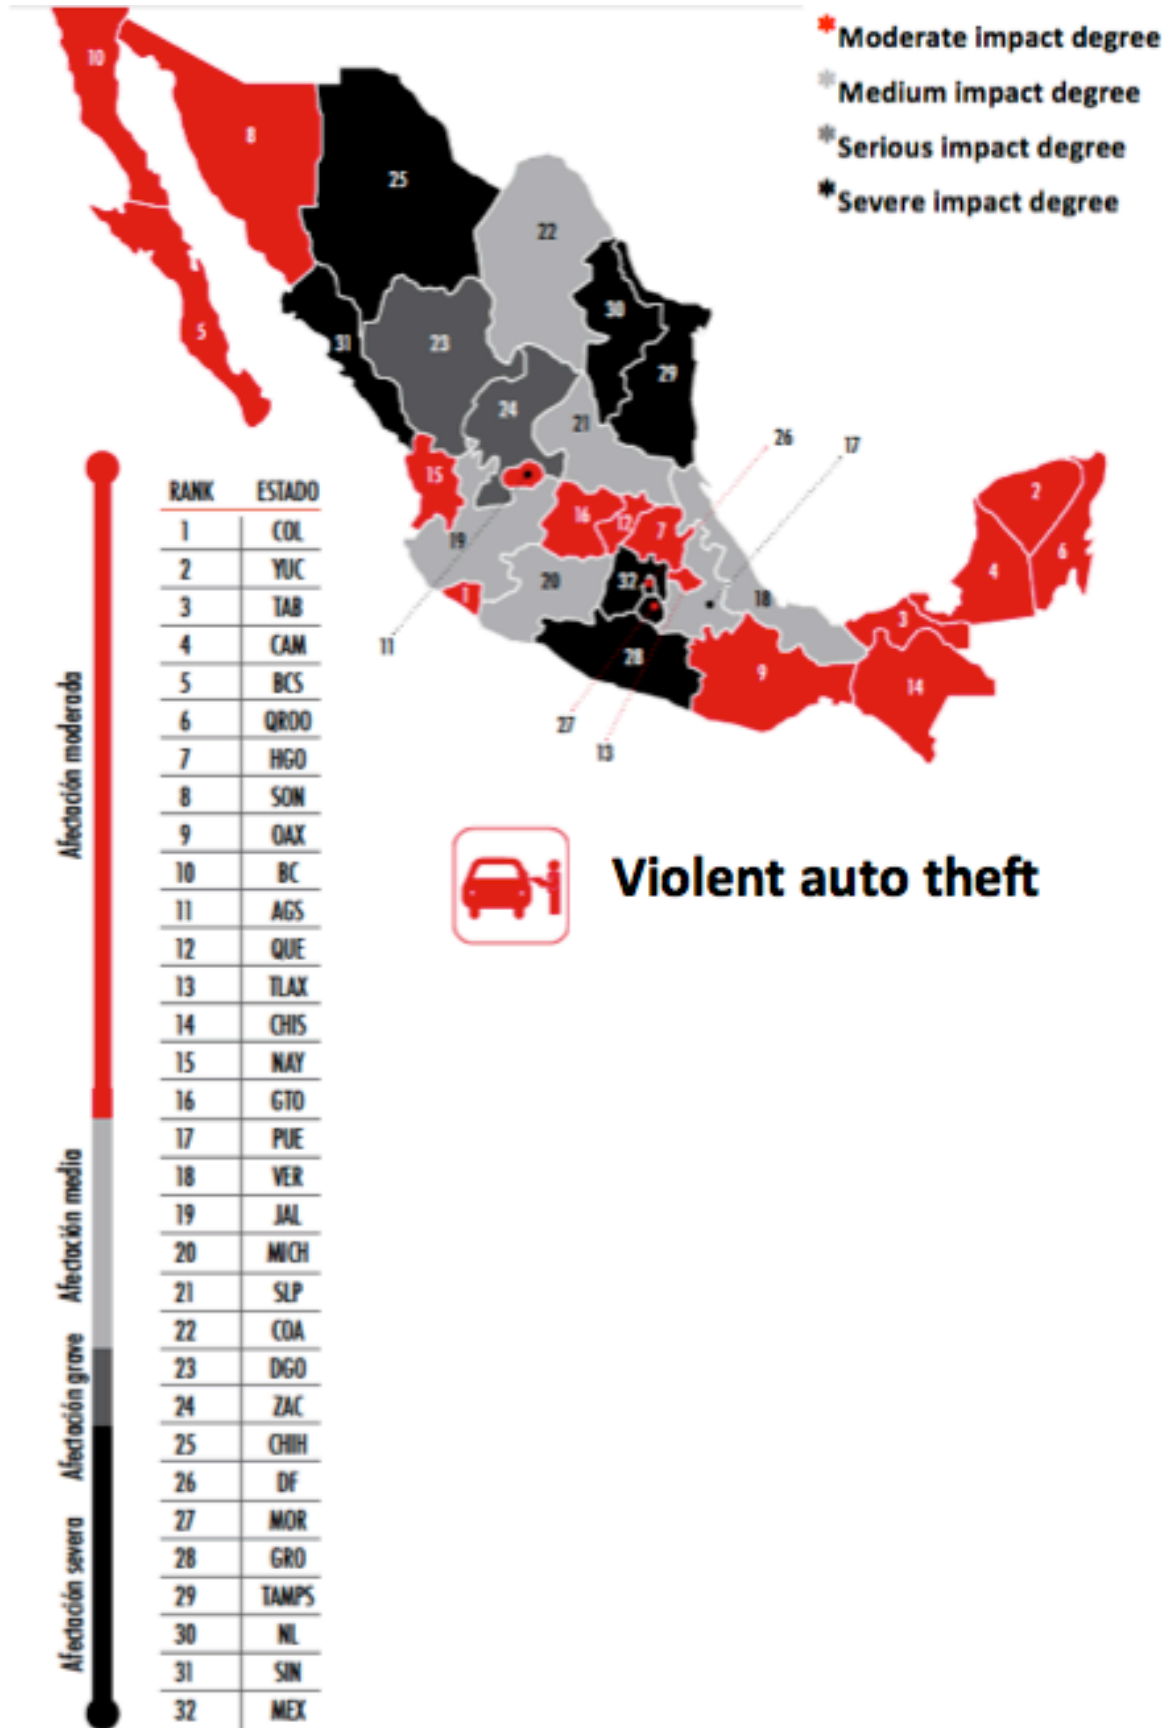 *Moderate impact degree
*Medium impact degree
*Serious impact degree
*Severe impact degree
10
8
25
22
5
31
23
30
29
24
21
26
17
15
16
12
7
2
6
4
19
20
32
18
3
1
11
28
9
14
27
13
Violent auto theft
Afectación moderada
Afectación media
Afectación grave
Afectación severa
RANK ESTADO
1 COL
2 YUC
3 TAB
4 CAM
5 BCS
6 QROO
7 HGO
8 SON
9 OAX
10 BC
11 AGS
12 QUE
13 TLAX
14 CHIS
15 NAY
16 GTO
17 PUE
18 VER
19 JAL
20 MICH
21 SLP
22 COA
23 DGO
24 ZAC
25 CHIH
26 DF
27 MOR
28 GRO
29 TAMPS
30 NL
31 SIN
32 MEX